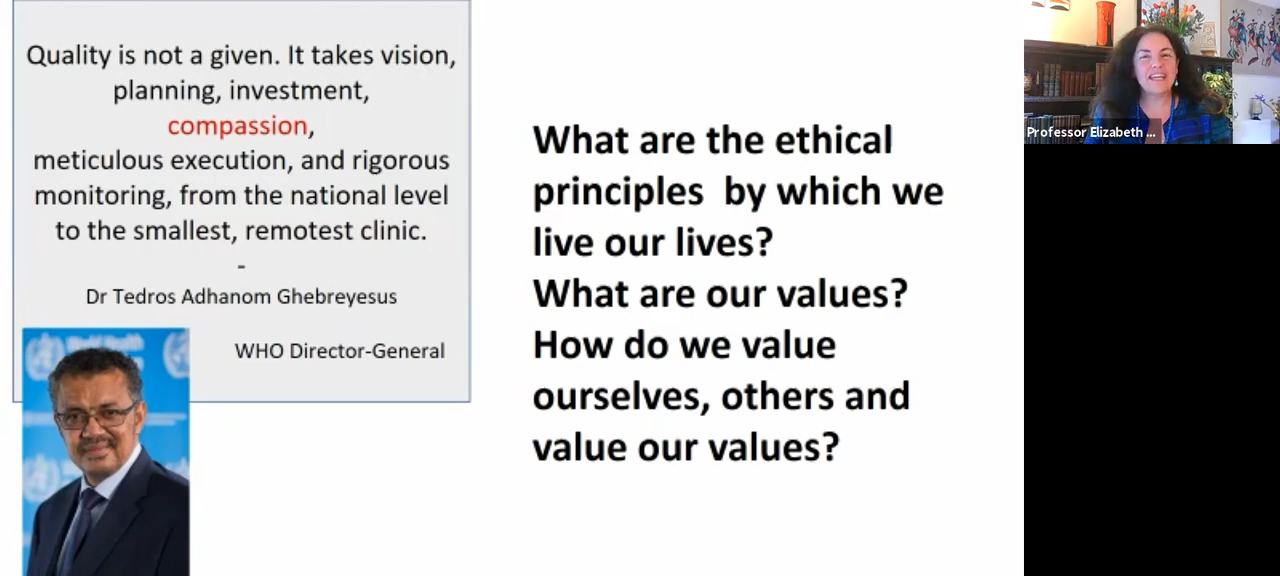 Quality is not a given. It takes vision,
planning, investment,
compassion,
meticulous execution, and rigorous
monitoring, from the national level
to the smallest, remotest clinic.
-
Dr Tedros Adhanom Ghebreyesus
WHO Director-General
What are the ethical
principles  by which we
live our lives?
What are our values?
How do we value
ourselves, others and
value our values?
Professor Elizabeth ...